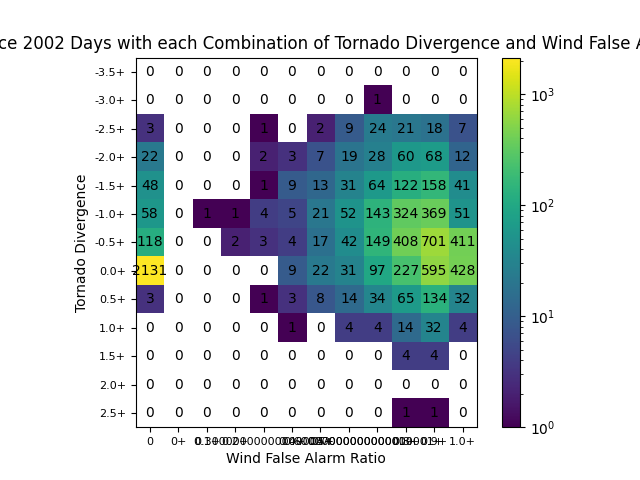 ce 2002 Days with each Combination of Tornado Divergence and Wind False A
-3.5+ 0 0 0 0 0 0 0 0 0 0 0 0
-3.0+ 0 0 0 0 0 0 0 0 1 0 0 0
-2.5+ 3 0 0 0 1 0 2 9 24 21 18 7
-2.0+ 22 0 0 0 2 3 7 19 28 60 68 12
-1.5+ 48 0 0 0 1 9 13 31 64 122 158 41
-1.0+ 58 0 1 1 4 5 21 52 143 324 369 51
-0.5+ 118 0 0 2 3 4 17 42 149 408 701 411
0.0+ 2131 0 0 0 0 9 22 31 97 227 595 428
0.5+ 3 0 0 0 1 3 8 14 34 65 134 32
1.0+ 0 0 0 0 0 1 0 4 4 14 32 4
1.5+ 0 0 0 0 0 0 0 0 0 4 4 0
2.0+ 0 0 0 0 0 0 0 0 0 0 0 0
2.5+ 0 0 0 0 0 0 0 0 0 1 1 0
0 0+ 1.0+
Wind False Alarm Ratio
Tornado Divergence
10³
10²
10¹
10⁰